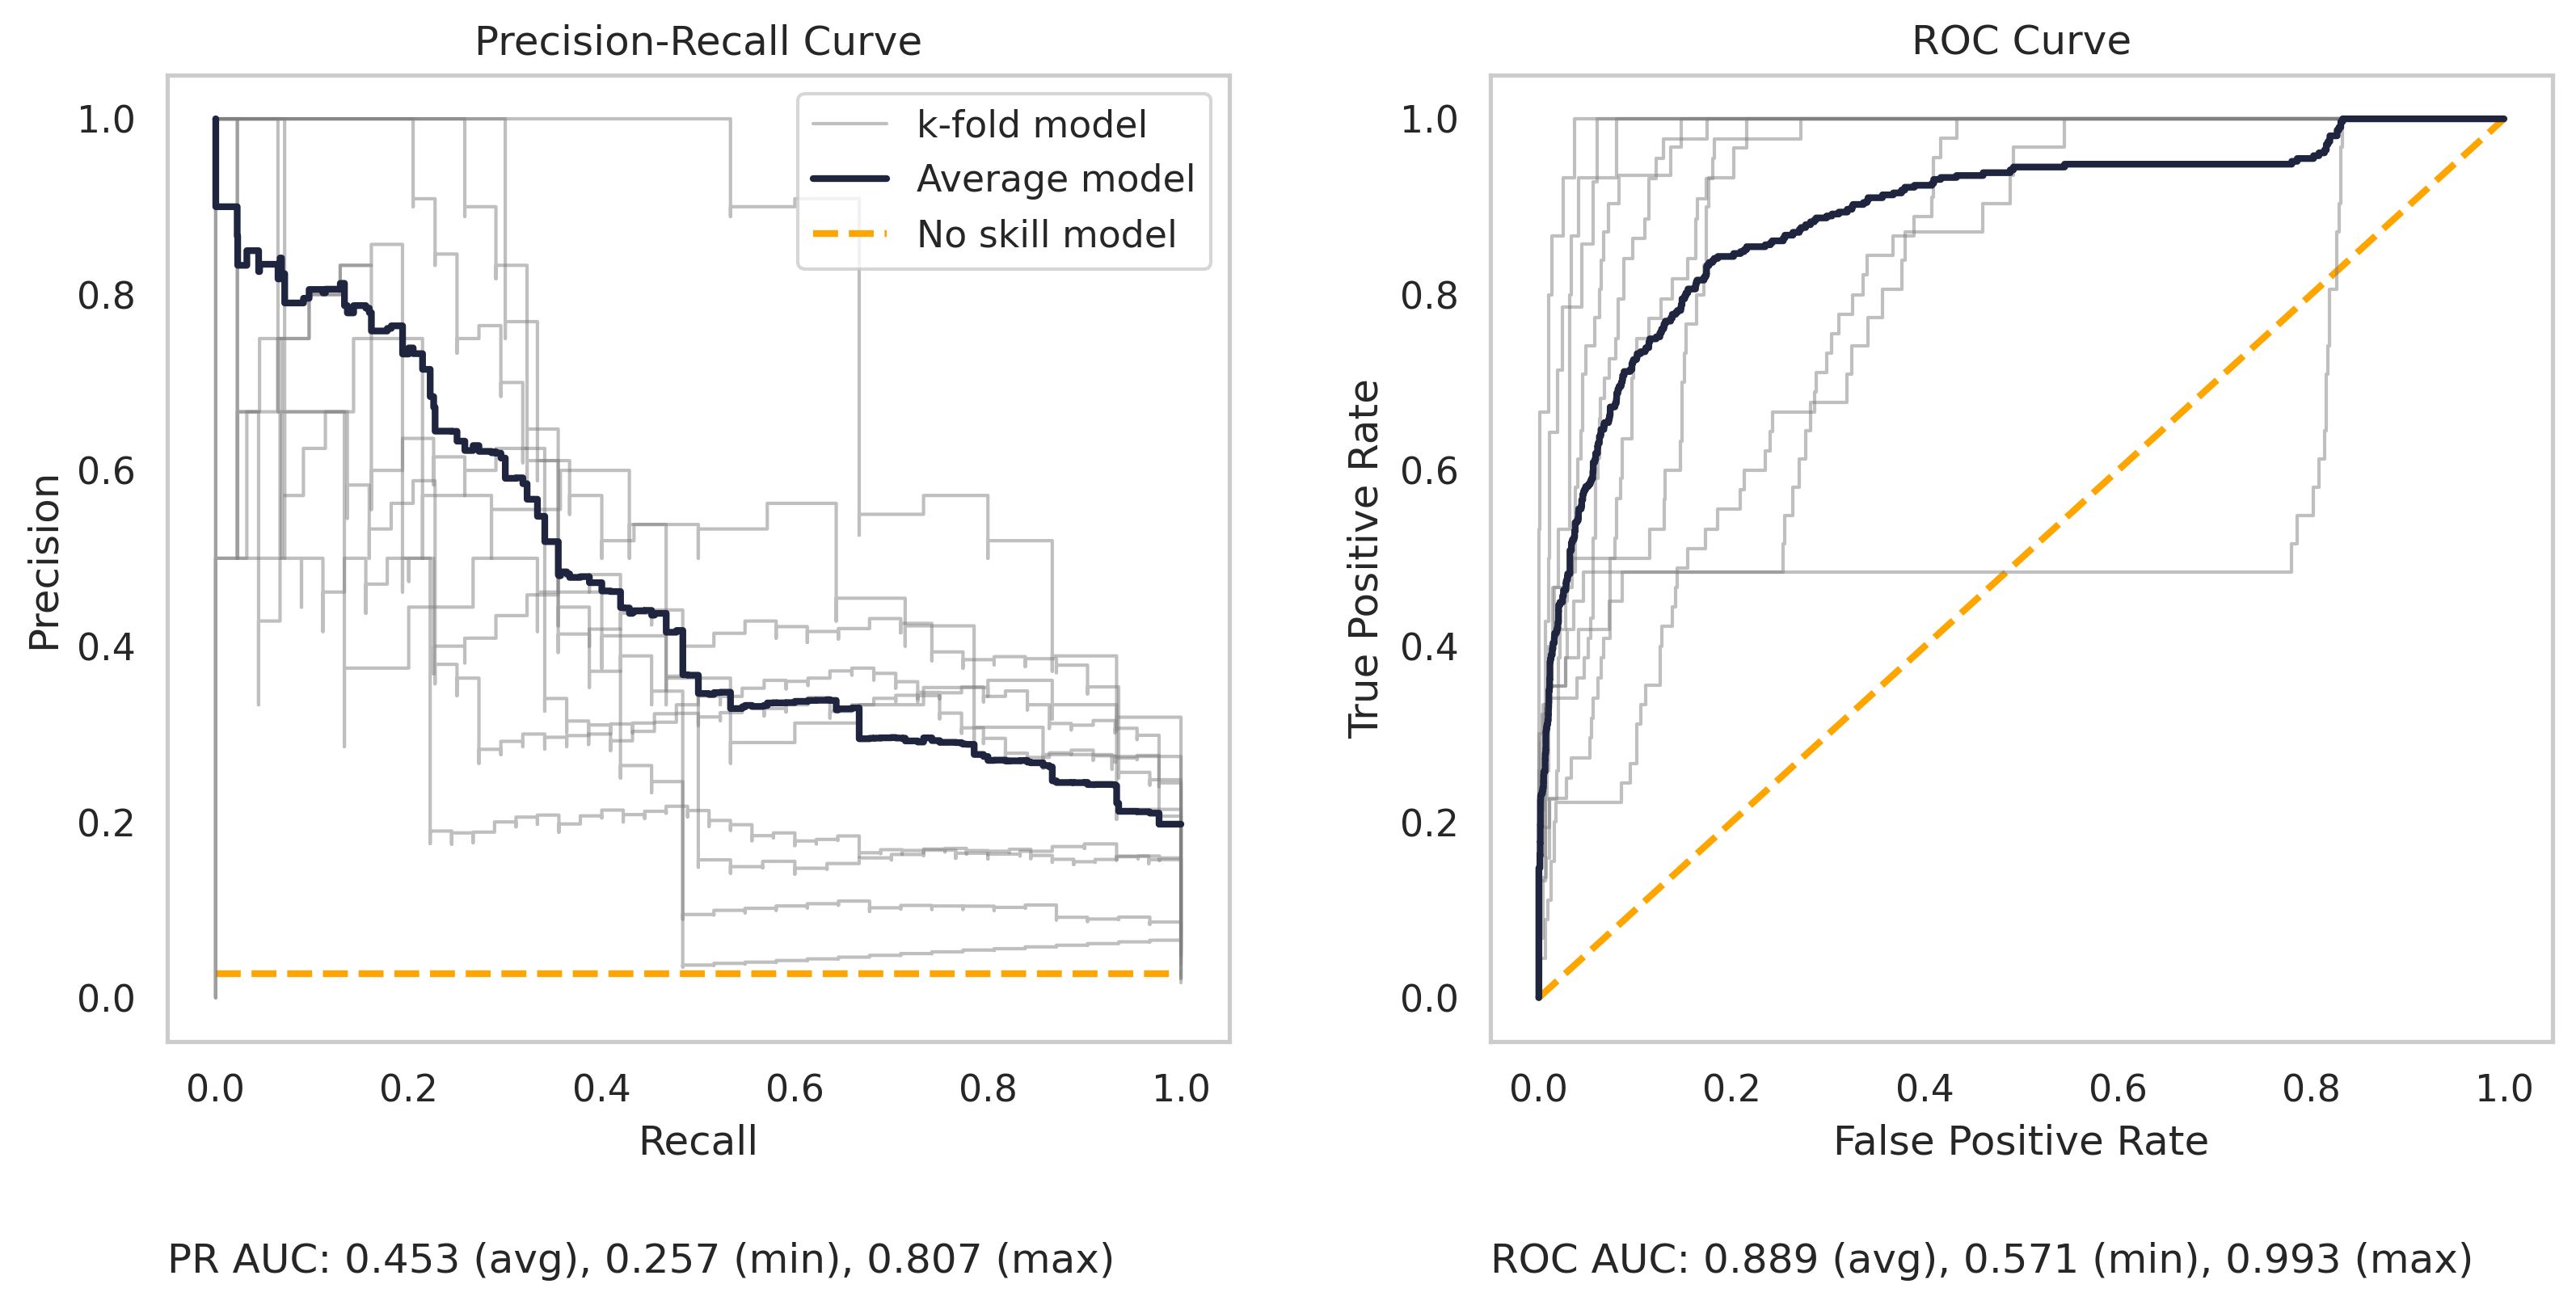 Precision-Recall Curve
1.0
0.8
0.6
0.4
0.2
0.0
Precision
k-fold model
Average model
No skill model
0.0 0.2 0.4 0.6 0.8 1.0
Recall
PR AUC: 0.453 (avg), 0.257 (min), 0.807 (max)
ROC Curve
1.0
0.8
0.6
0.4
0.2
0.0
True Positive Rate
0.0 0.2 0.4 0.6 0.8 1.0
False Positive Rate
ROC AUC: 0.889 (avg), 0.571 (min), 0.993 (max)